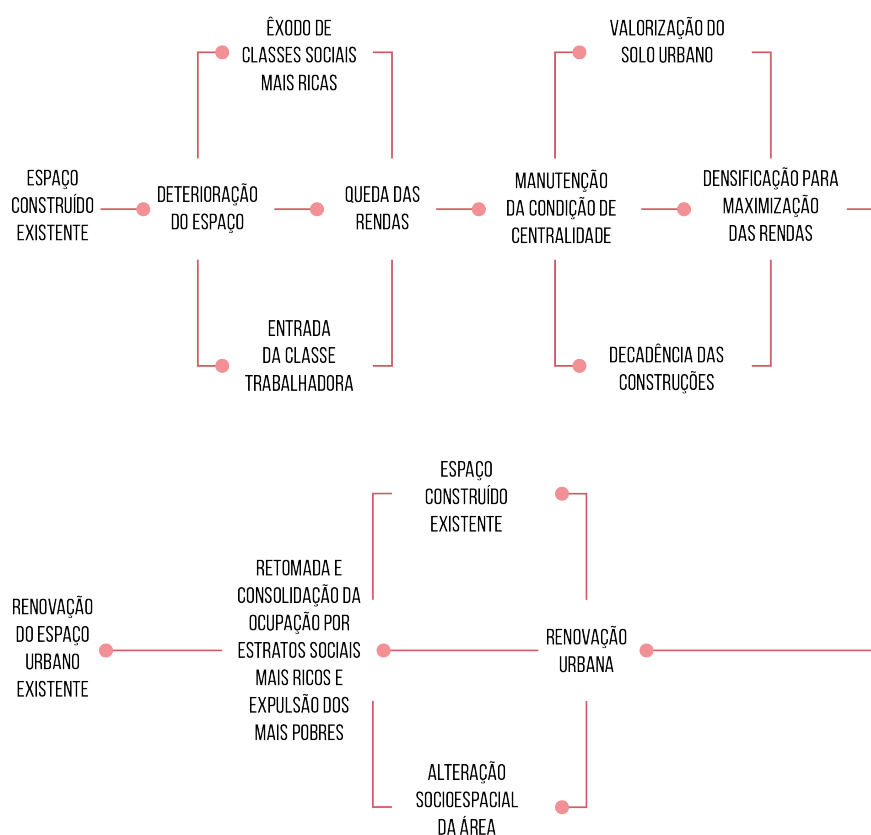 ESPAÇO
CONSTRUÍDO
EXISTENTE
DETERIORAÇÃO
DO ESPAÇO
ÊXODO DE
CLASSES SOCIAIS
MAIS RICAS
ENTRADA
DA CLASSE
TRABALHADORA
QUEDA DAS
RENDAS
MANUTENÇÃO
DA CONDIÇÃO DE
CENTRALIDADE
VALORIZAÇÃO DO
SOLO URBANO
DECADÊNCIA DAS
CONSTRUÇÕES
DENSIFICAÇÃO PARA
MAXIMIZAÇÃO
DAS RENDAS
RENOVAÇÃO
URBANA
ESPAÇO
CONSTRUÍDO
EXISTENTE
ALTERAÇÃO
SOCIOESPACIAL
DA ÁREA
RETOMADA E
CONSOLIDAÇÃO DA
OCUPAÇÃO POR
ESTRATOS SOCIAIS
MAIS RICOS E
EXPULSÃO DOS
MAIS POBRES
RENOVAÇÃO
DO ESPAÇO
URBANO
EXISTENTE